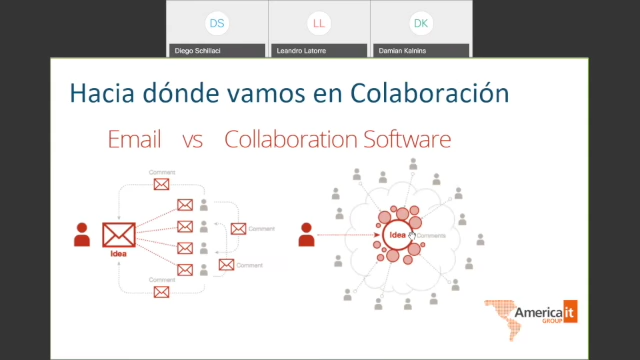 DS
LL
DK
Diego Schillaci
Leandro Latorre
Damian Kainins
Hacia dónde vamos en Colaboración
Email vs Collaboration Software
Comment
Idea
Comment
Comment
Comment
Idea
Comments
America it
GROUP